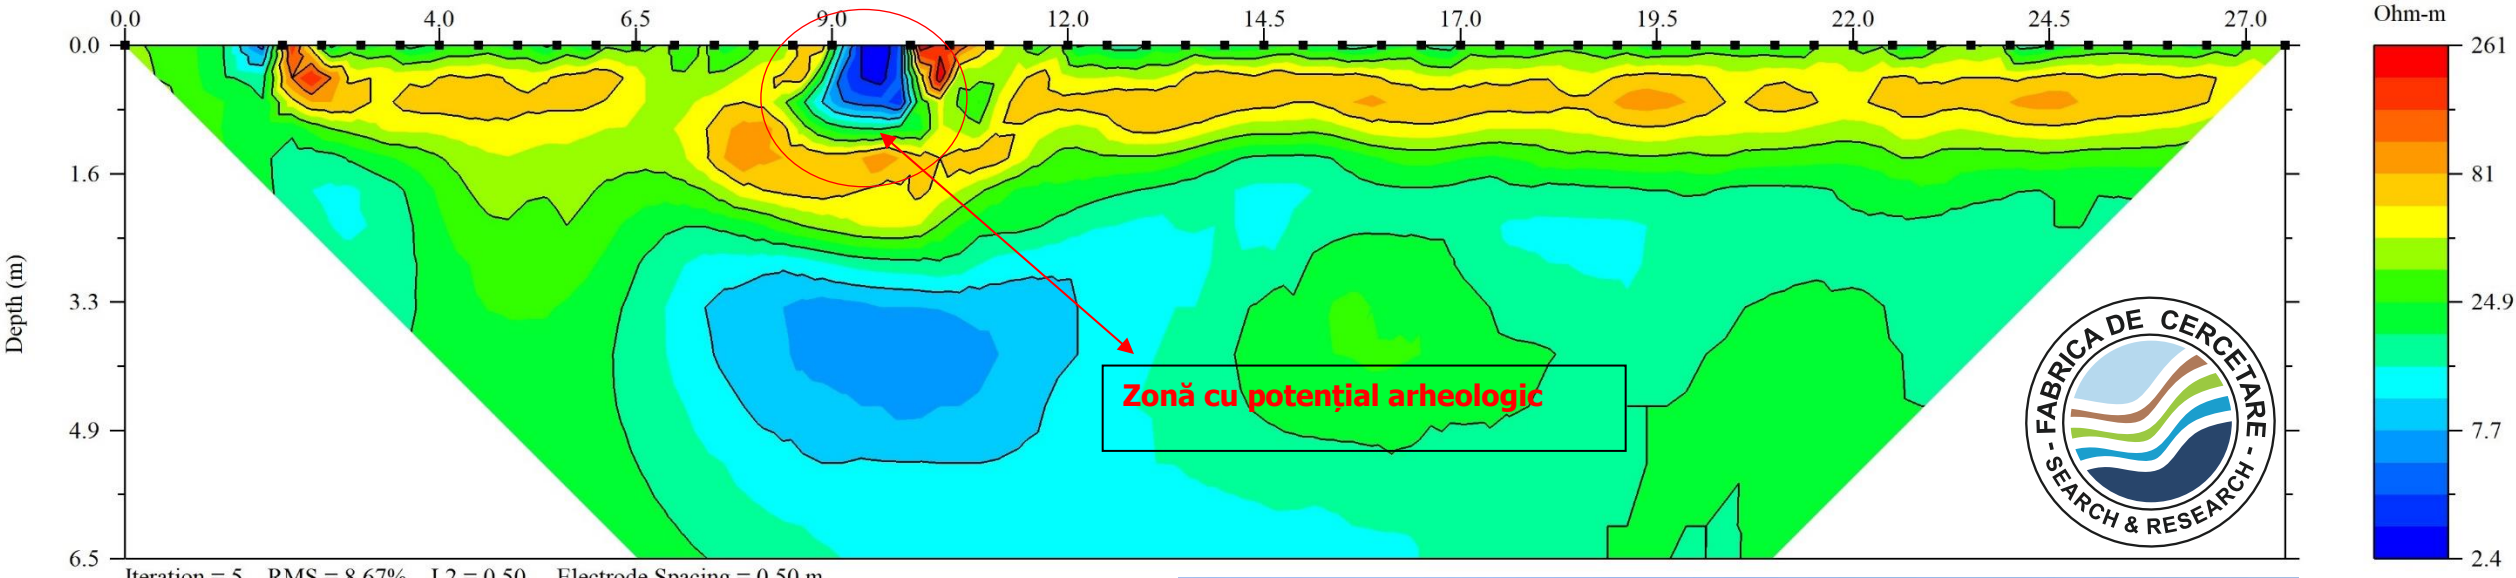 0.0 4.0 6.5 9.0 12.0 14.5 17.0 19.5 22.0 24.5 27.0 Ohm-m
0.0
1.6
3.3
4.9
6.5
Depth (m)
261
81
24.9
7.7
2.4
Zonă cu potențial arheologic
- FABRICA DE CERCETARE -
SEARCH & RESEARCH
Iteration = 5 RMS = 8.67% L2 = 0.50 Electrode Spacing = 0.50 m